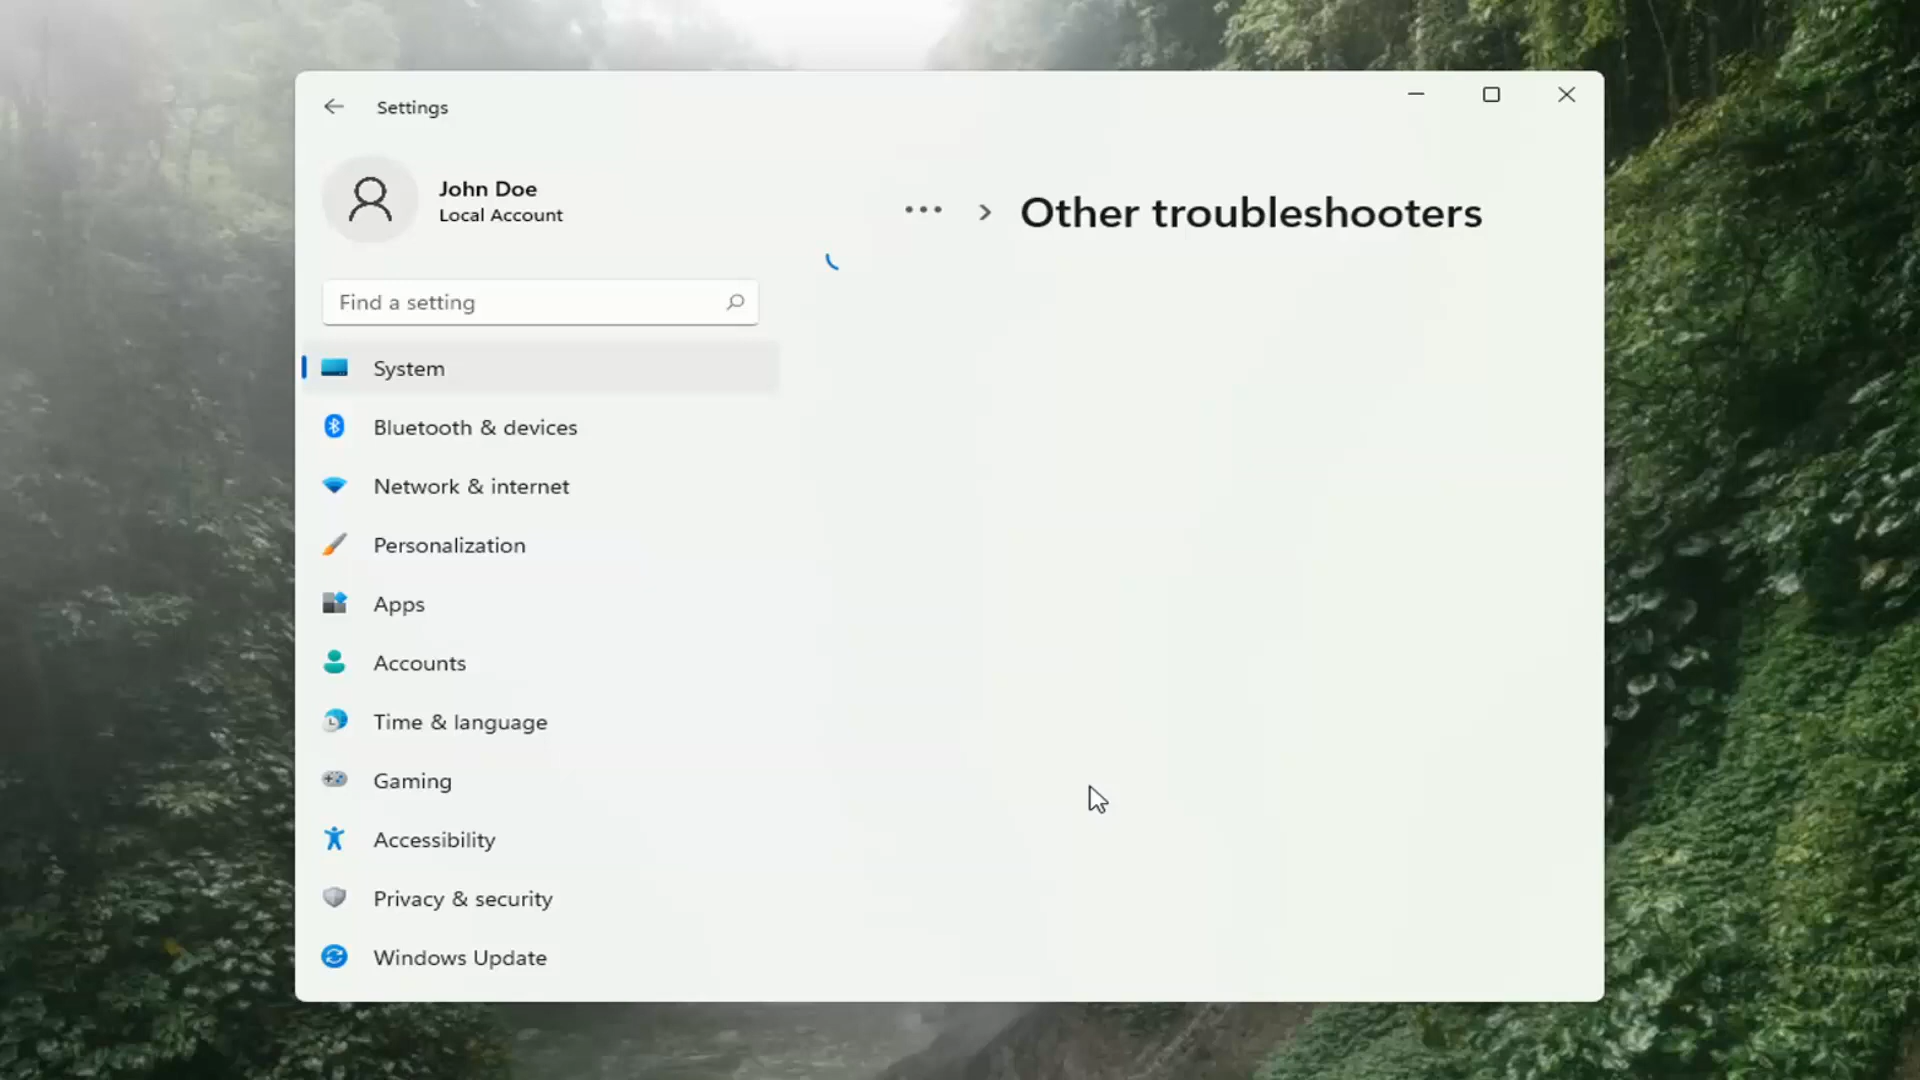 Settings
John Doe
Local Account
Find a setting
System
Bluetooth & devices
Network & internet
Personalization
Apps
Accounts
Time & language
Gaming
Accessibility
Privacy & security
Windows Update
··· > Other troubleshooters